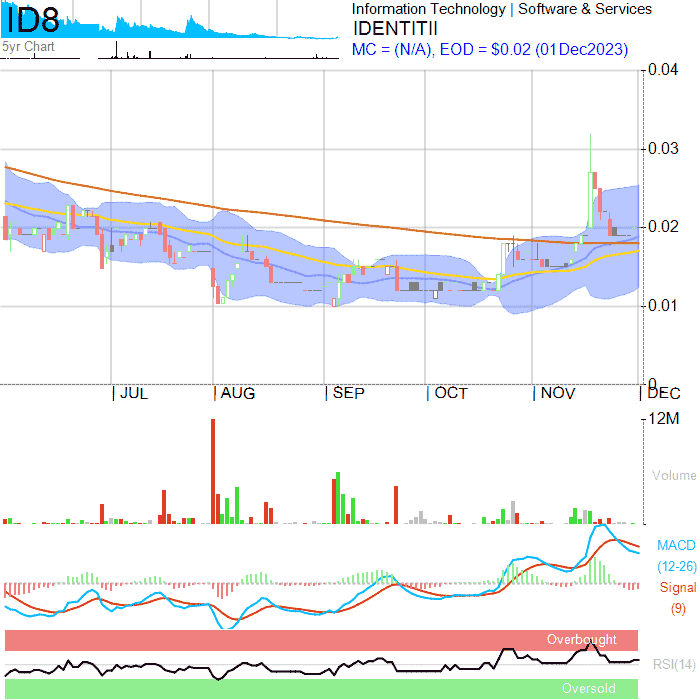 ID8
5yr Chart
Information Technology | Software & Services
IDENTITII
MC = (N/A), EOD = $0.02 (01Dec2023)
0.04
0.03
0.02
0.01
0
JUL
AUG
SEP
OCT
NOV
DEC
12M
Volume
MACD
(12-26)
Signal
(9)
Overbought
RSI(14)
Oversold